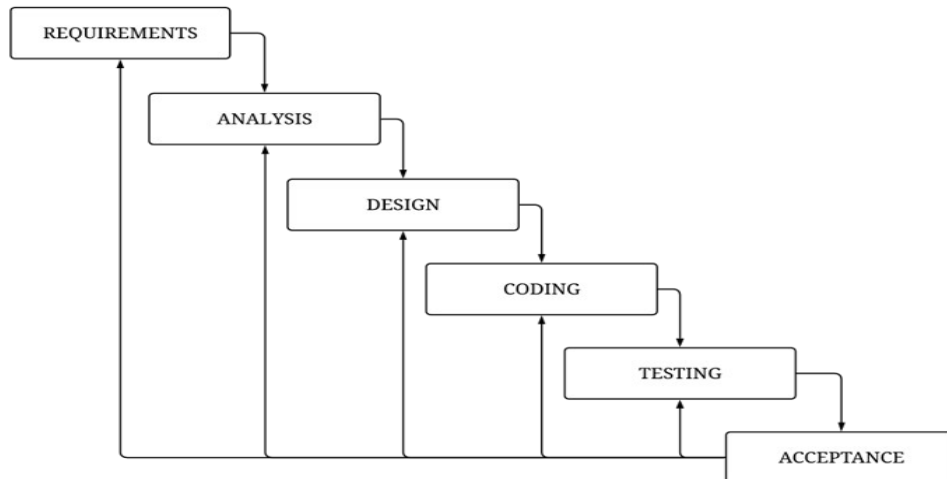 REQUIREMENTS
ANALYSIS
DESIGN
CODING
TESTING
ACCEPTANCE